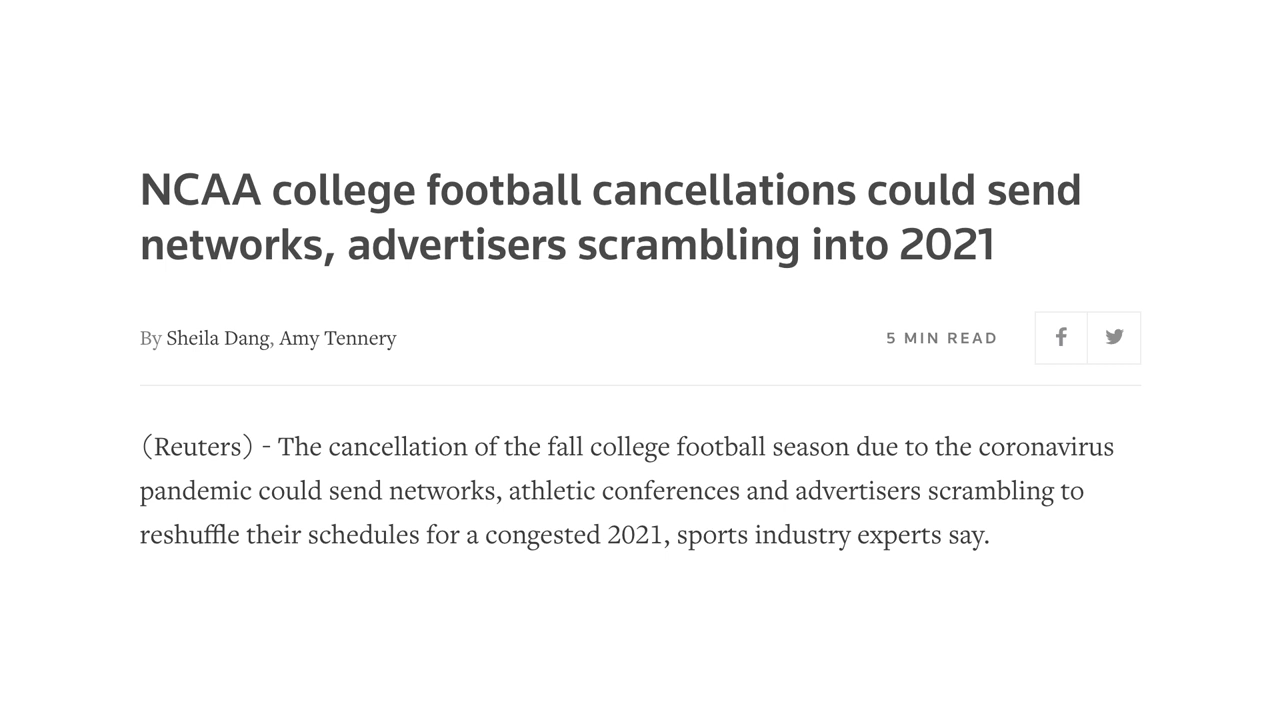 NCAA college football cancellations could send
networks, advertisers scrambling into 2021
By Sheila Dang, Amy Tennery
5 MIN READ
(Reuters) - The cancellation of the fall college football season due to the coronavirus
pandemic could send networks, athletic conferences and advertisers scrambling to
reshuffle their schedules for a congested 2021, sports industry experts say.